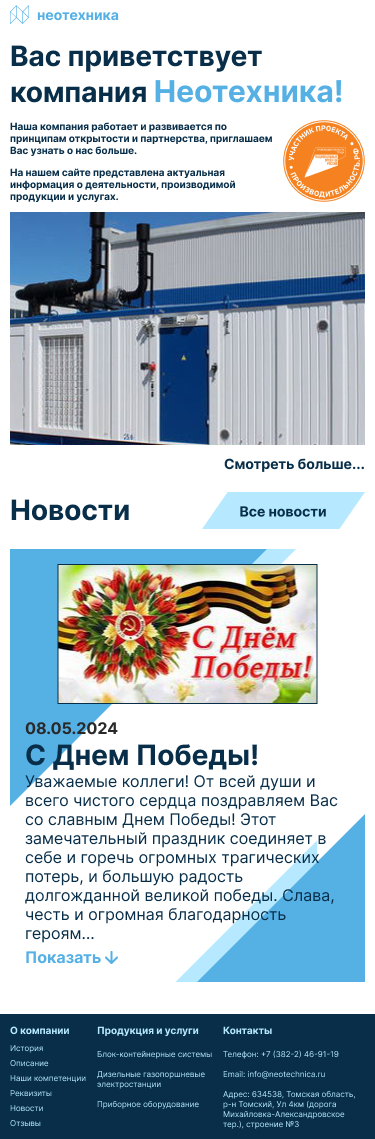 неотехника
Вас приветствует
компания Неотехника!
Наша компания работает и развивается по
принципам открытости и партнерства, приглашаем
Вас узнать о нас больше.
На нашем сайте представлена актуальная
информация о деятельности, производимой
продукции и услугах.
УЧАСТНИК ПРОЕКТА
ПРОИЗВОДИТЕЛЬНОСТЬ.РФ
Смотреть больше...
Новости
Все новости
С Днём
Победы!
08.05.2024
С Днем Победы!
Уважаемые коллеги! От всей души и
всего чистого сердца поздравляем Вас
со славным Днем Победы! Этот
замечательный праздник соединяет в
себе и горечь огромных трагических
потерь, и большую радость
долгожданной великой победы. Слава,
честь и огромная благодарность
героям...
Показать ↓
О компании
История
Описание
Наши компетенции
Реквизиты
Новости
Отзывы
Продукция и услуги
Блок-контейнерные системы
Дизельные газопоршневые
электростанции
Приборное оборудование
Контакты
Телефон: +7 (382-2) 46-91-19
Email: info@neotechnica.ru
Адрес: 634538, Томская область,
р-н Томский, Ул 4км (дорога
Михайловка-Александровское
тер.), строение №3